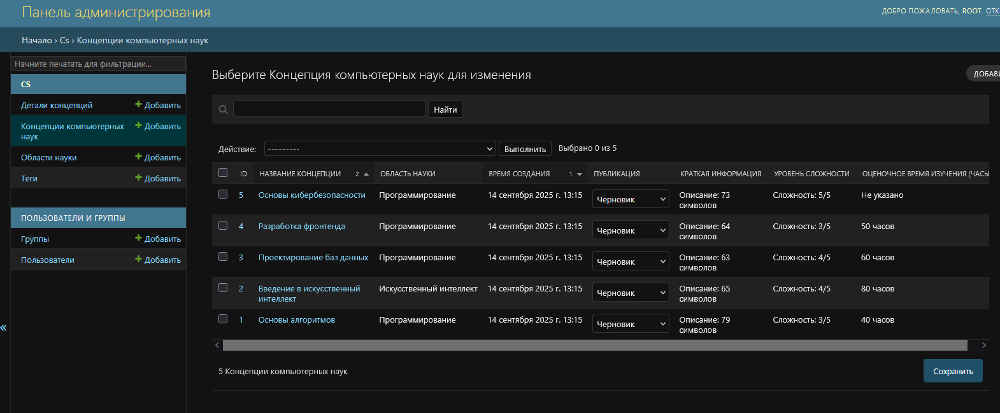 Панель администрирования
ДОБРО ПОЖАЛОВАТЬ, ROOT. ОТК
Начало › Cs › Концепции компьютерных наук
Начните печатать для фильтрации...
CS
Детали концепций + Добавить
Концепции компьютерных наук + Добавить
Области науки + Добавить
Теги + Добавить
ПОЛЬЗОВАТЕЛИ И ГРУППЫ
Группы + Добавить
Пользователи + Добавить
«
Выберите Концепция компьютерных наук для изменения
ДОБАВИ
Найти
Действие: --------- Выполнить Выбрано 0 из 5
ID НАЗВАНИЕ КОНЦЕПЦИИ 2 ОБЛАСТЬ НАУКИ ВРЕМЯ СОЗДАНИЯ 1 ПУБЛИКАЦИЯ КРАТКАЯ ИНФОРМАЦИЯ УРОВЕНЬ СЛОЖНОСТИ ОЦЕНОЧНОЕ ВРЕМЯ ИЗУЧЕНИЯ (ЧАСЫ
5 Основы кибербезопасности Программирование 14 сентября 2025 г. 13:15 Черновик Описание: 73 символов Сложность: 5/5 Не указано
4 Разработка фронтенда Программирование 14 сентября 2025 г. 13:15 Черновик Описание: 64 символов Сложность: 3/5 50 часов
3 Проектирование баз данных Программирование 14 сентября 2025 г. 13:15 Черновик Описание: 63 символов Сложность: 4/5 60 часов
2 Введение в искусственный интеллект Искусственный интеллект 14 сентября 2025 г. 13:15 Черновик Описание: 65 символов Сложность: 4/5 80 часов
1 Основы алгоритмов Программирование 14 сентября 2025 г. 13:15 Черновик Описание: 79 символов Сложность: 3/5 40 часов
5 Концепции компьютерных наук
Сохранить